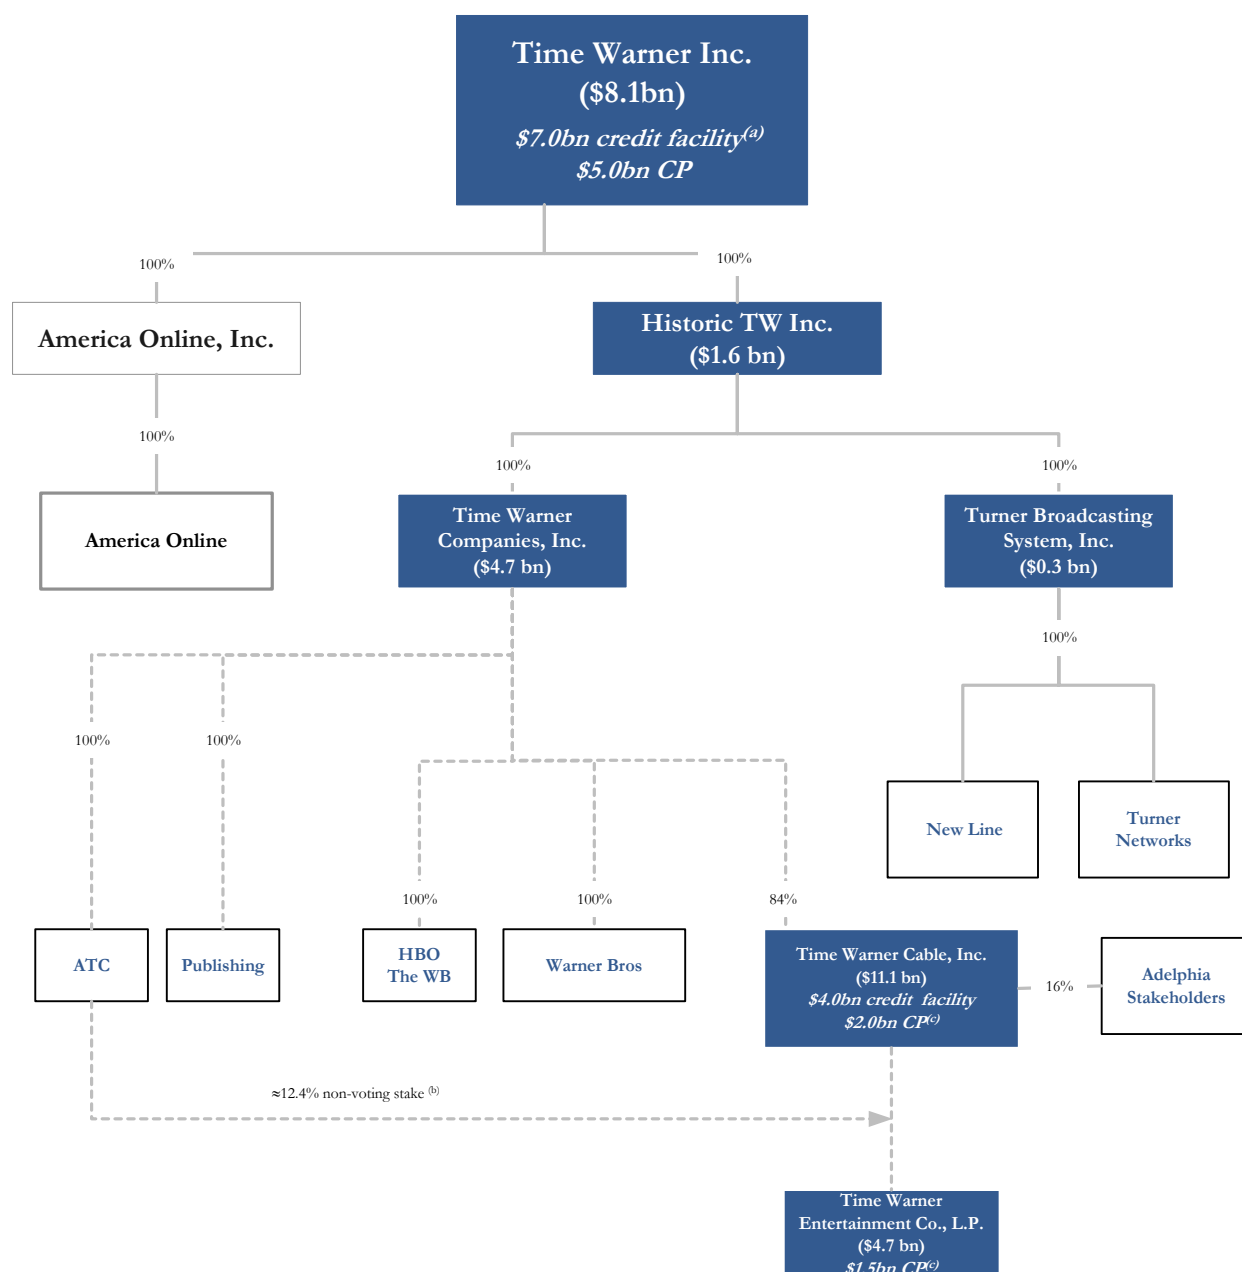 Time Warner Inc.
($8.1bn)
$7.0bn credit facility(a)
$5.0bn CP
100%
100%
America Online, Inc.
Historic TW Inc.
($1.6 bn)
100%
100%
100%
America Online
Time Warner
Companies, Inc.
($4.7 bn)
Turner Broadcasting
System, Inc.
($0.3 bn)
100%
100%
100%
New Line
Turner
Networks
100%
100%
84%
ATC
Publishing
HBO
The WB
Warner Bros
Time Warner Cable, Inc.
($11.1 bn)
$4.0bn credit facility
$2.0bn CP(c)
16%
Adelphia
Stakeholders
≈12.4% non-voting stake (b)
Time Warner
Entertainment Co., L.P.
($4.7 bn)
$1.5bn CP(c)